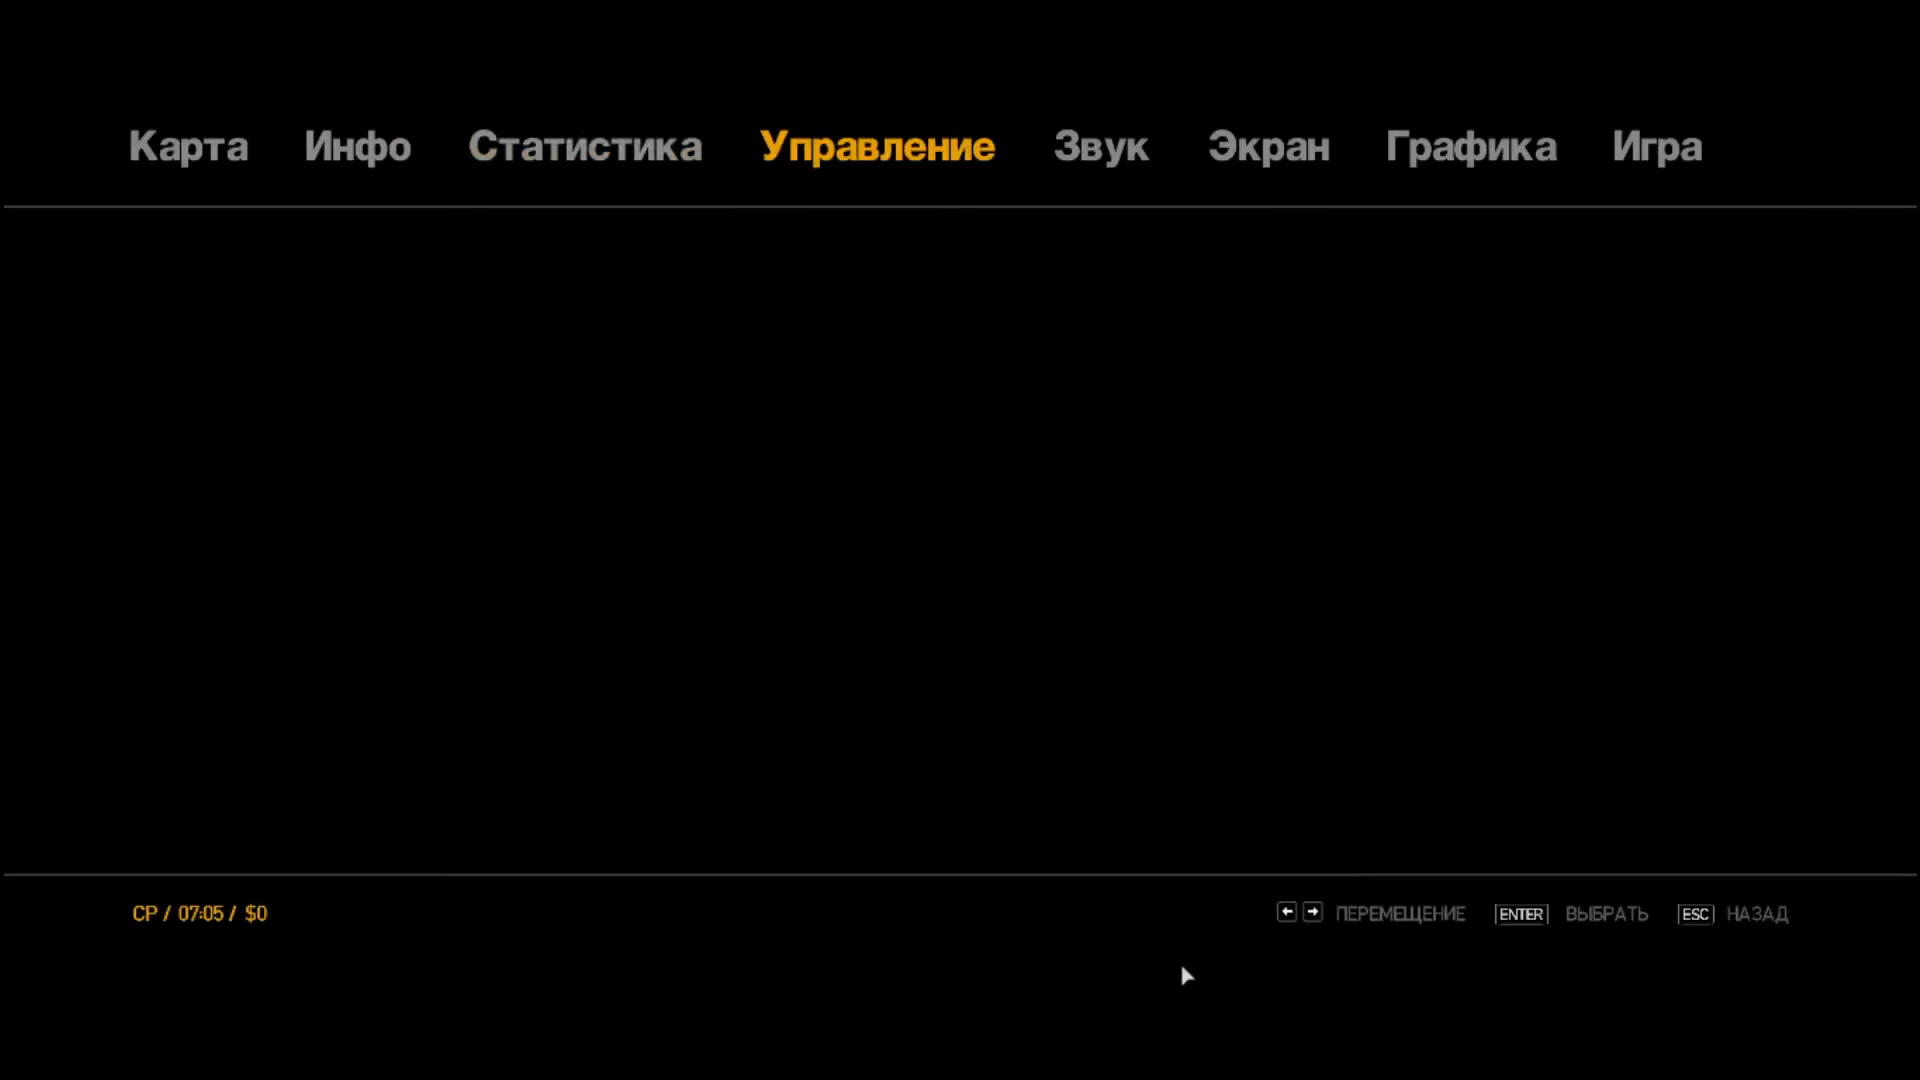 Карта Инфо Статистика Управление Звук Экран Графика Игра
СР / 07:05 / $0 ПЕРЕМЕЩЕНИЕ ENTER ВЫБРАТЬ ESC НАЗАД